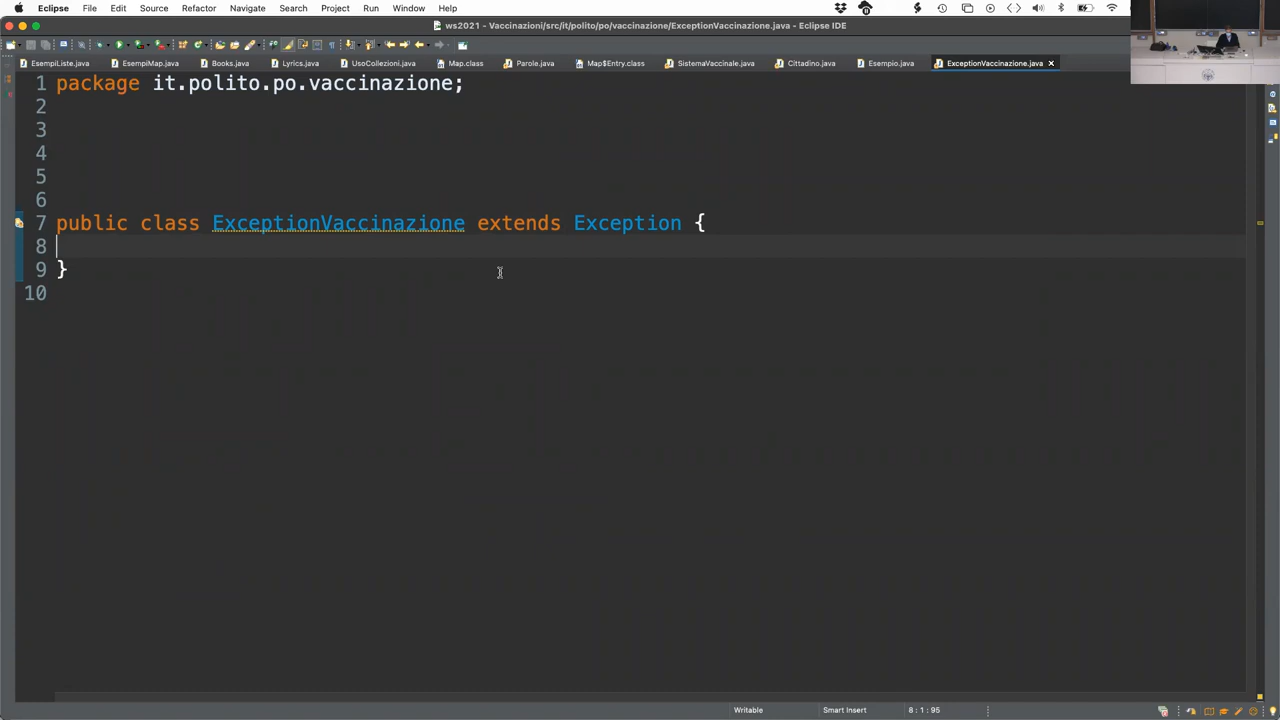 Eclipse File Edit Source Refactor Navigate Search Project Run Window Help
ws2021 - Vaccinazioni/src/it/polito/po/vaccinazione/ExceptionVaccinazione.java - Eclipse IDE
EsempiListe.java EsempiMap.java Books.java Lyrics.java UsoCollezioni.java Map.class Parole.java Map$Entry.class SistemaVaccinale.java Cittadino.java Esempio.java ExceptionVaccinazione.java
1 package it.polito.po.vaccinazione;
2
3
4
5
6
7 public class ExceptionVaccinazione extends Exception {
8
9 }
10
Writable Smart Insert 8 : 1 : 95